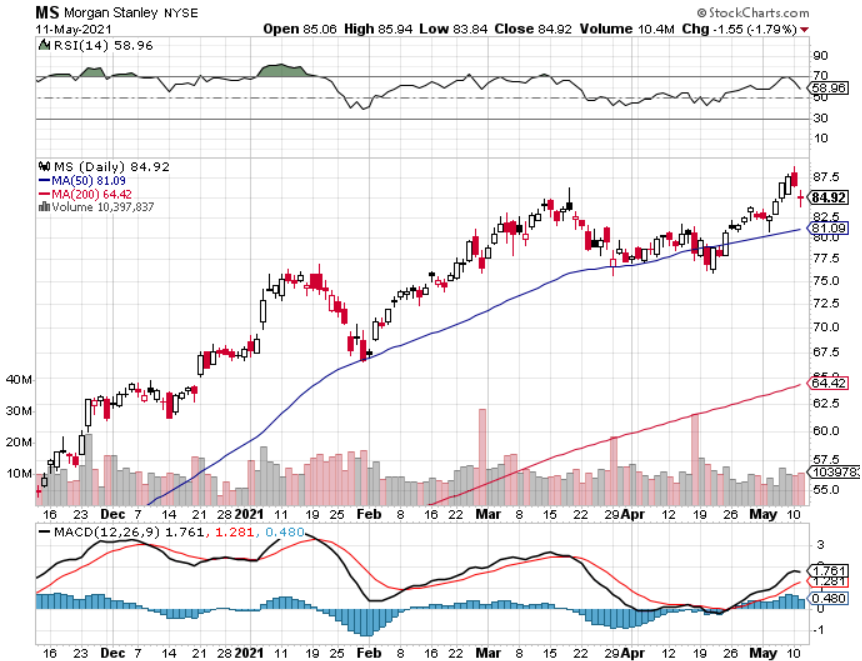 MS Morgan Stanley NYSE © StockCharts.com
11-May-2021 Open 85.06 High 85.94 Low 83.84 Close 84.92 Volume 10.4M Chg -1.55 (-1.79%)
RSI(14) 58.96
90
70
58.96
50
30
10
MS (Daily) 84.92
MA(50) 81.09
MA(200) 64.42
Volume 10,397,837
87.5
84.92
82.5
81.09
80.0
77.5
75.0
72.5
70.0
67.5
64.42
40M
62.5
30M
60.0
20M
57.5
10M 1039783
55.0
16 23 Dec 7 14 21 28 2021 11 19 25 Feb 8 16 22 Mar 8 15 22 29 Apr 12 19 26 May 10
MACD(12,26,9) 1.761, 1.281, 0.480
3
1.761
1.281
0.480
0
-1
16 23 Dec 7 14 21 28 2021 11 19 25 Feb 8 16 22 Mar 8 15 22 29 Apr 12 19 26 May 10